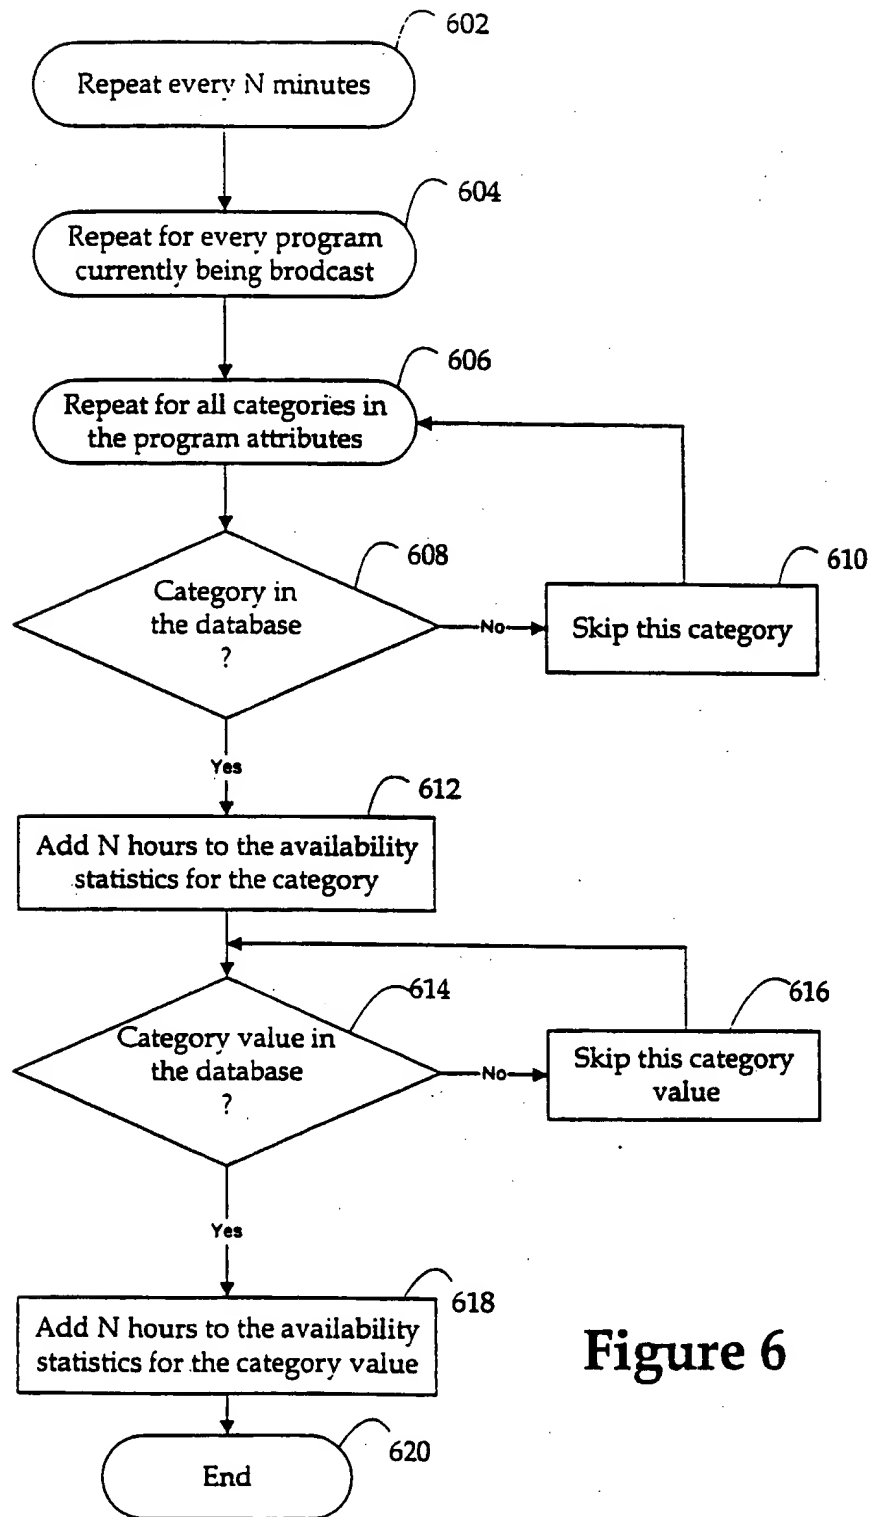 602
Repeat every N minutes
604
Repeat for every program
currently being brodcast
606
Repeat for all categories in
the program attributes
608
Category in
the database
?
No
610
Skip this category
Yes
612
Add N hours to the availability
statistics for the category
614
Category value in
the database
?
No
616
Skip this category
value
Yes
618
Add N hours to the availability
statistics for the category value
Figure 6
620
End